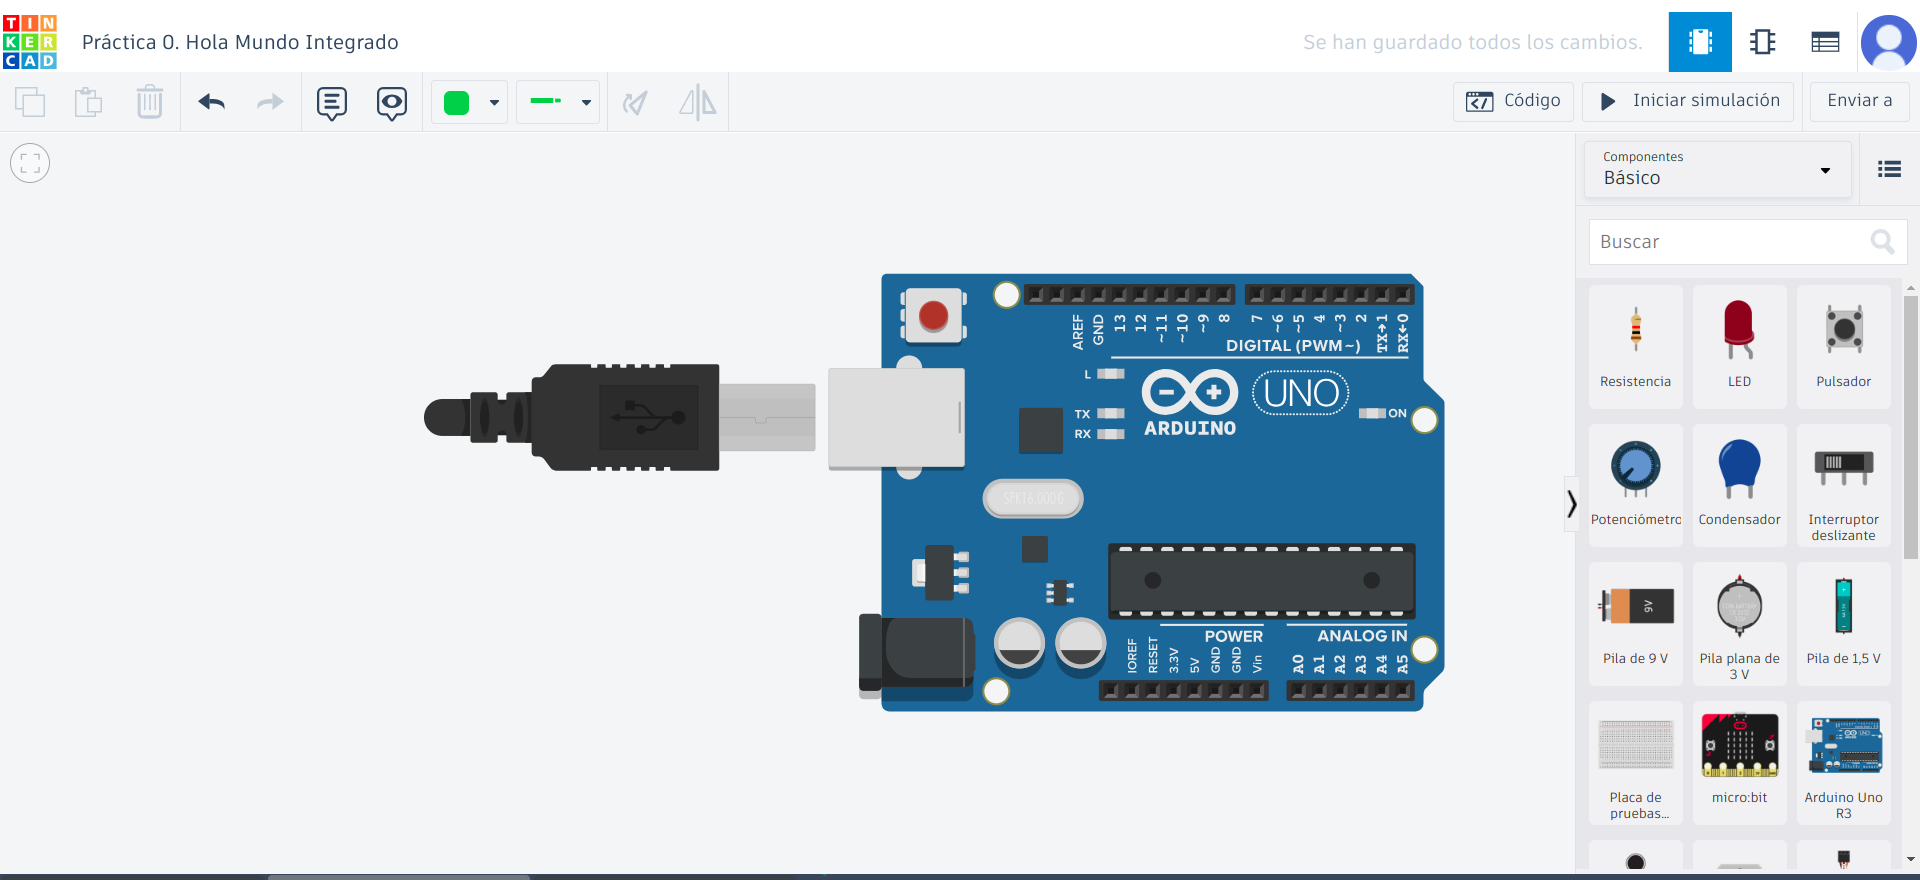 TIN
KER
CAD
Práctica 0. Hola Mundo Integrado
Se han guardado todos los cambios.
Código
Iniciar simulación
Enviar a
Componentes
Básico
Buscar
Resistencia
LED
Pulsador
Potenciómetro
Condensador
Interruptor
deslizante
9V
Pila de 9 V
Pila plana de
3 V
Pila de 1,5 V
Placa de
pruebas...
micro:bit
Arduino Uno
R3
AREF
GND
13
12
~11
~10
~9
8
7
~6
~5
4
~3
2
TX→1
RX←0
DIGITAL (PWM~)
L
TX
RX
ARDUINO
UNO
ON
SPK16.000G
POWER
ANALOG IN
IOREF
RESET
3.3V
5V
GND
GND
Vin
A0
A1
A2
A3
A4
A5